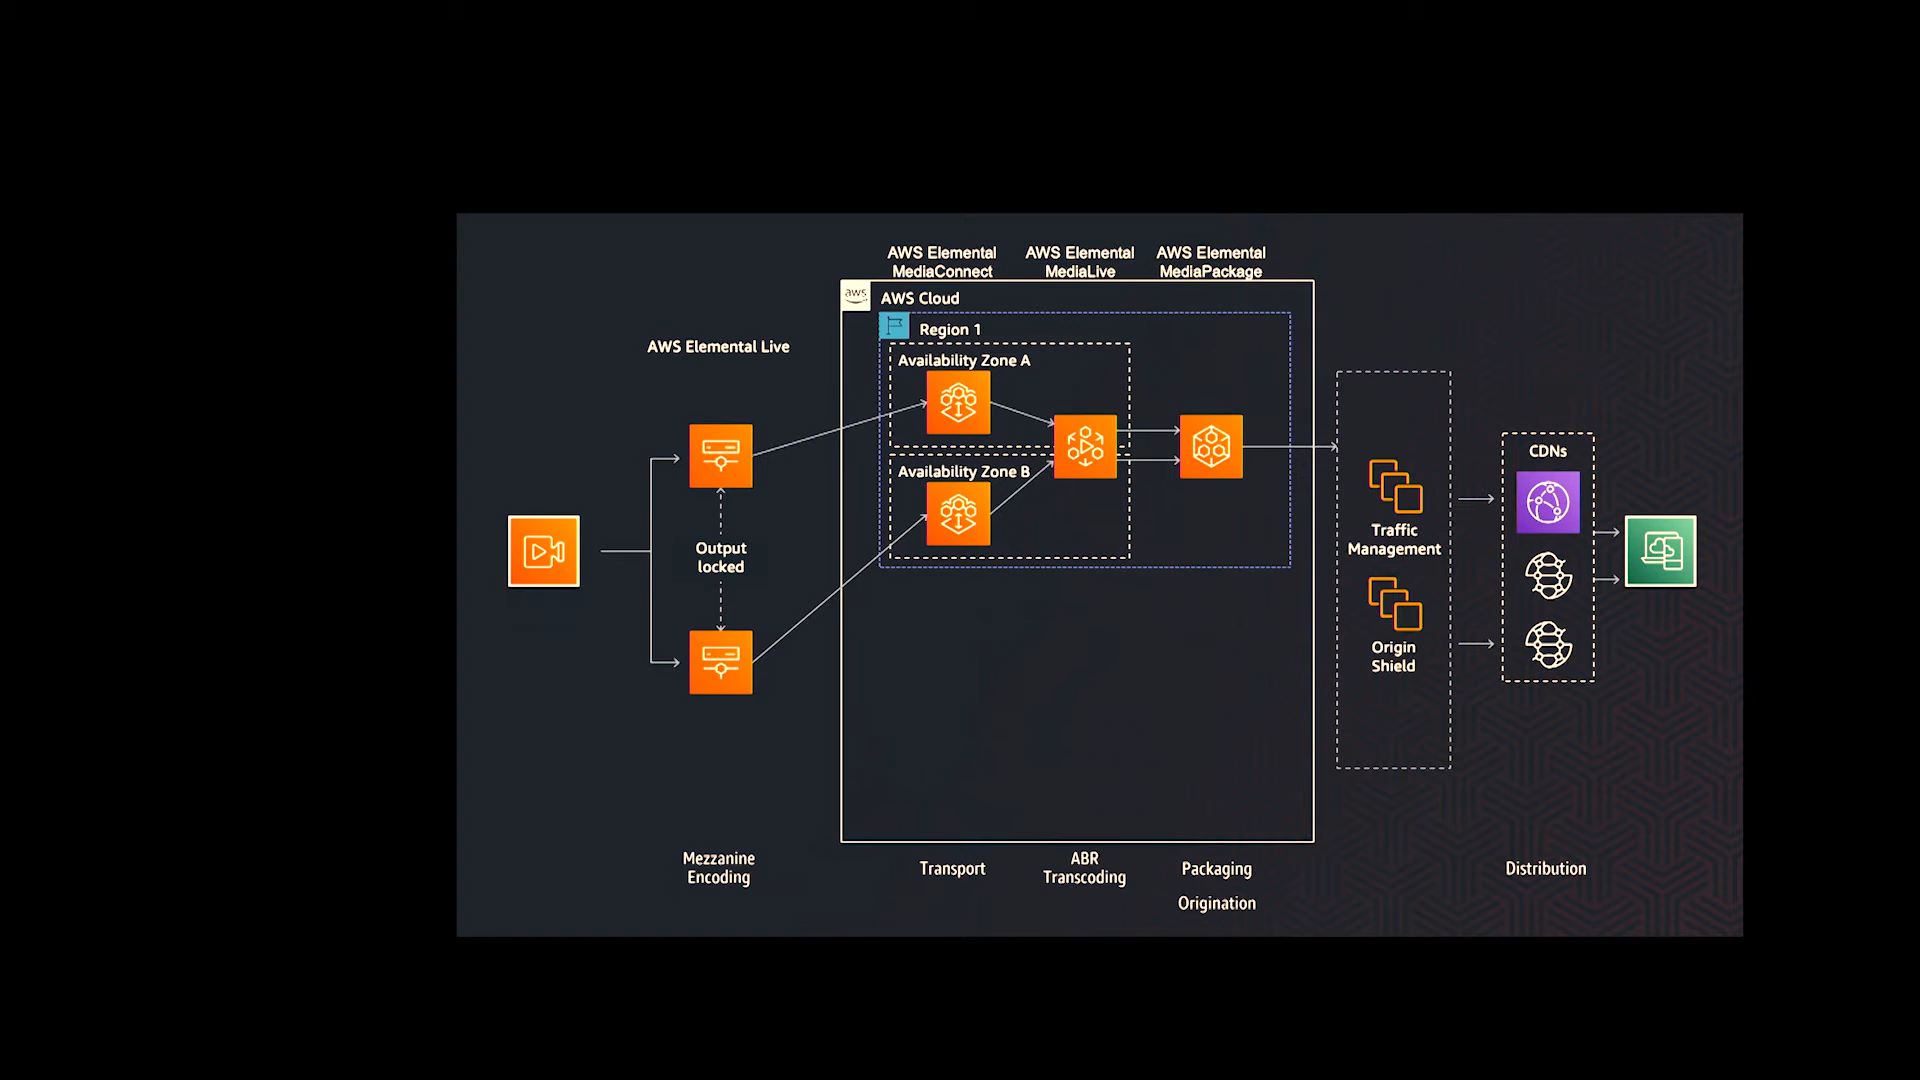 AWS Elemental
MediaConnect
AWS Elemental
MediaLive
AWS Elemental
MediaPackage
aws
AWS Cloud
Region 1
AWS Elemental Live
Availability Zone A
Availability Zone B
Output
locked
Traffic
Management
Origin
Shield
CDNs
Mezzanine
Encoding
Transport
ABR
Transcoding
Packaging
Origination
Distribution